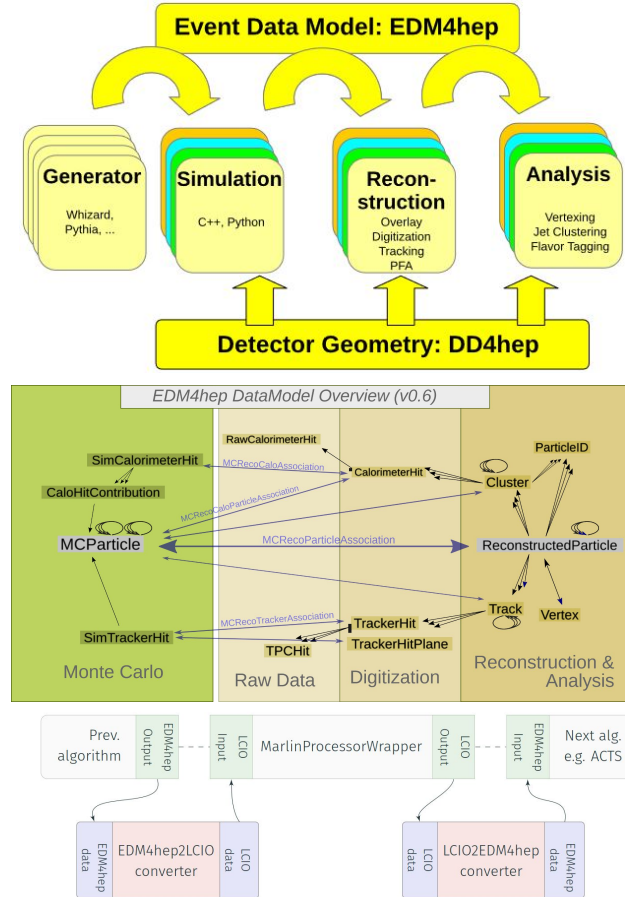 Event Data Model: EDM4hep
Generator
Whizard,
Pythia, ...
Simulation
C++, Python
Recon-
struction
Overlay
Digitization
Tracking
PFA
Analysis
Vertexing
Jet Clustering
Flavor Tagging
Detector Geometry: DD4hep
EDM4hep DataModel Overview (v0.6)
RawCalorimeterHit
SimCalorimeterHit
MCRecoCaloAssociation
CalorimeterHit
ParticleID
Cluster
CaloHitContribution
MCRecoCaloParticleAssociation
MCParticle
MCRecoParticleAssociation
ReconstructedParticle
MCRecoTrackerAssociation
Track
Vertex
SimTrackerHit
TrackerHit
TPCHit
TrackerHitPlane
Monte Carlo
Raw Data
Digitization
Reconstruction &
Analysis
Prev.
algorithm
EDM4hep
Output
LCIO
Input
MarlinProcessorWrapper
LCIO
Output
EDM4hep
Input
Next alg.
e.g. ACTS
EDM4hep
data
EDM4hep2LCIO
converter
LCIO
data
LCIO
data
LCIO2EDM4hep
converter
EDM4hep
data